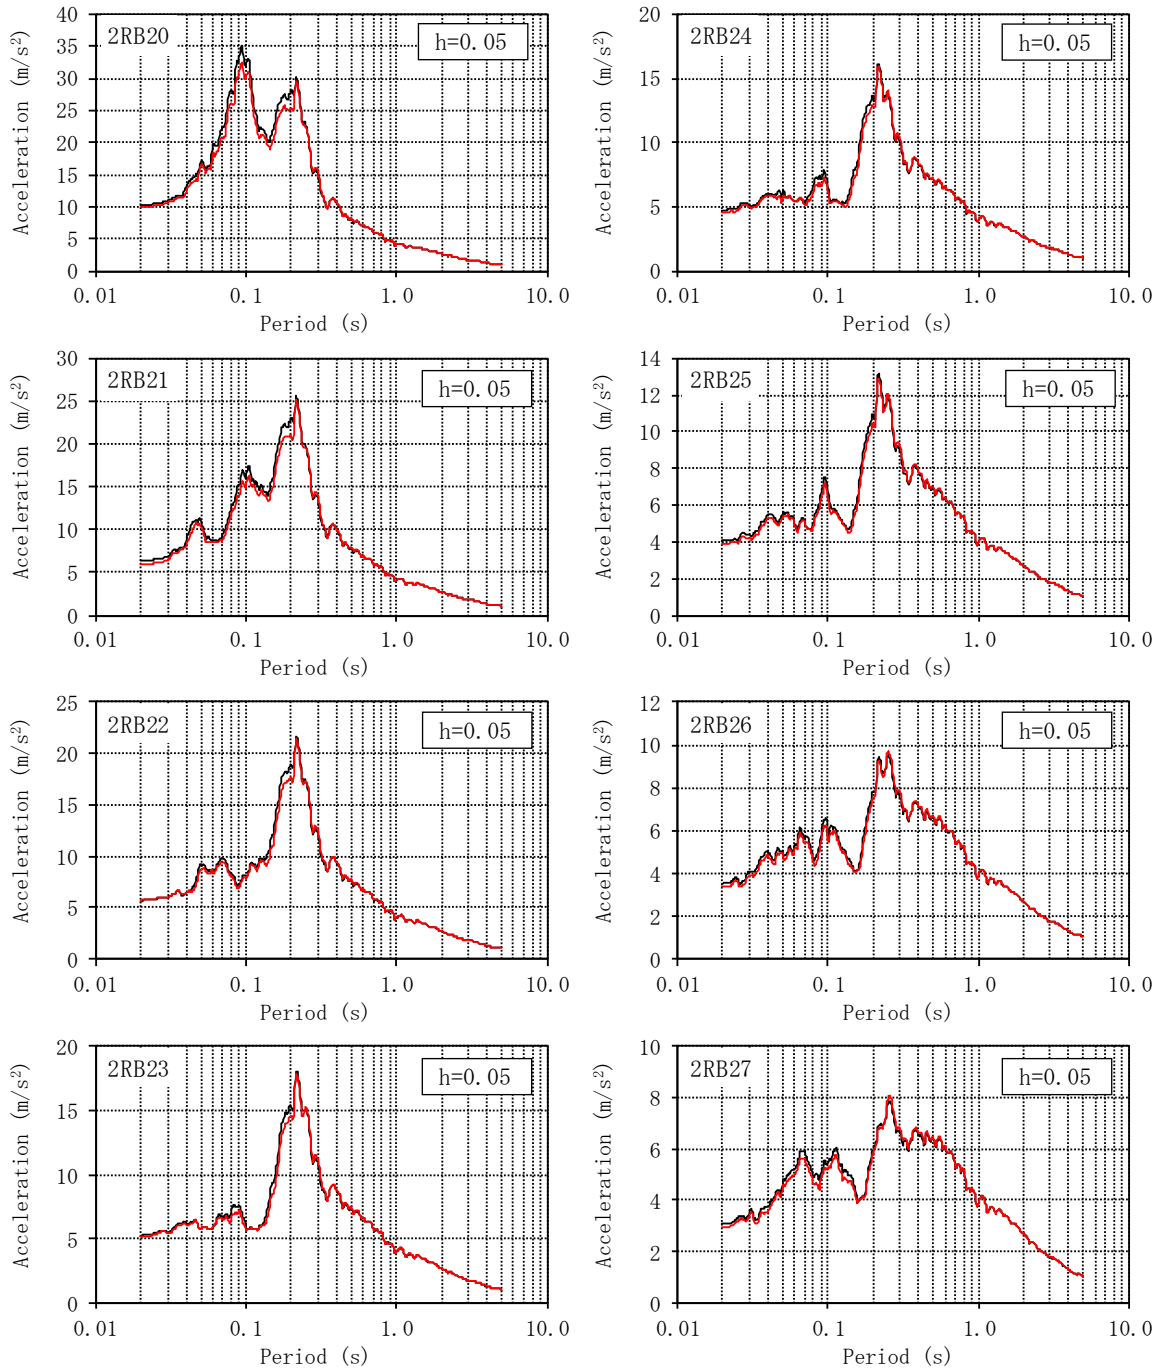 2RB20
h=0.05
Acceleration (m/s²)
40
35
30
25
20
15
10
5
0
0.01
0.1
1.0
10.0
Period (s)
2RB24
h=0.05
Acceleration (m/s²)
20
15
10
5
0
0.01
0.1
1.0
10.0
Period (s)
2RB21
h=0.05
Acceleration (m/s²)
30
25
20
15
10
5
0
0.01
0.1
1.0
10.0
Period (s)
2RB25
h=0.05
Acceleration (m/s²)
14
12
10
8
6
4
2
0
0.01
0.1
1.0
10.0
Period (s)
2RB22
h=0.05
Acceleration (m/s²)
25
20
15
10
5
0
0.01
0.1
1.0
10.0
Period (s)
2RB26
h=0.05
Acceleration (m/s²)
12
10
8
6
4
2
0
0.01
0.1
1.0
10.0
Period (s)
2RB23
h=0.05
Acceleration (m/s²)
20
15
10
5
0
0.01
0.1
1.0
10.0
Period (s)
2RB27
h=0.05
Acceleration (m/s²)
10
8
6
4
2
0
0.01
0.1
1.0
10.0
Period (s)